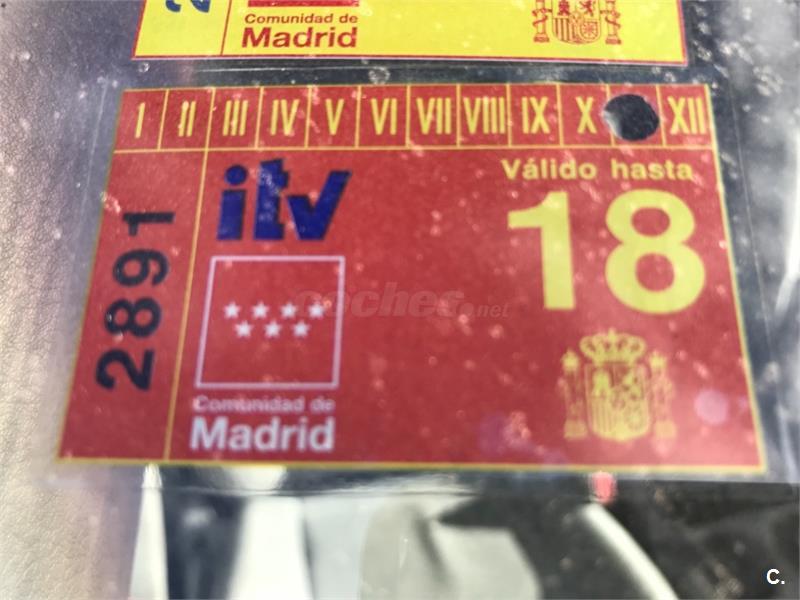 Comunidad de
Madrid
I II III IV V VI VII VIII IX X XII
2891
itv
Válido hasta
18
coches.net
Comunidad de
Madrid
C.